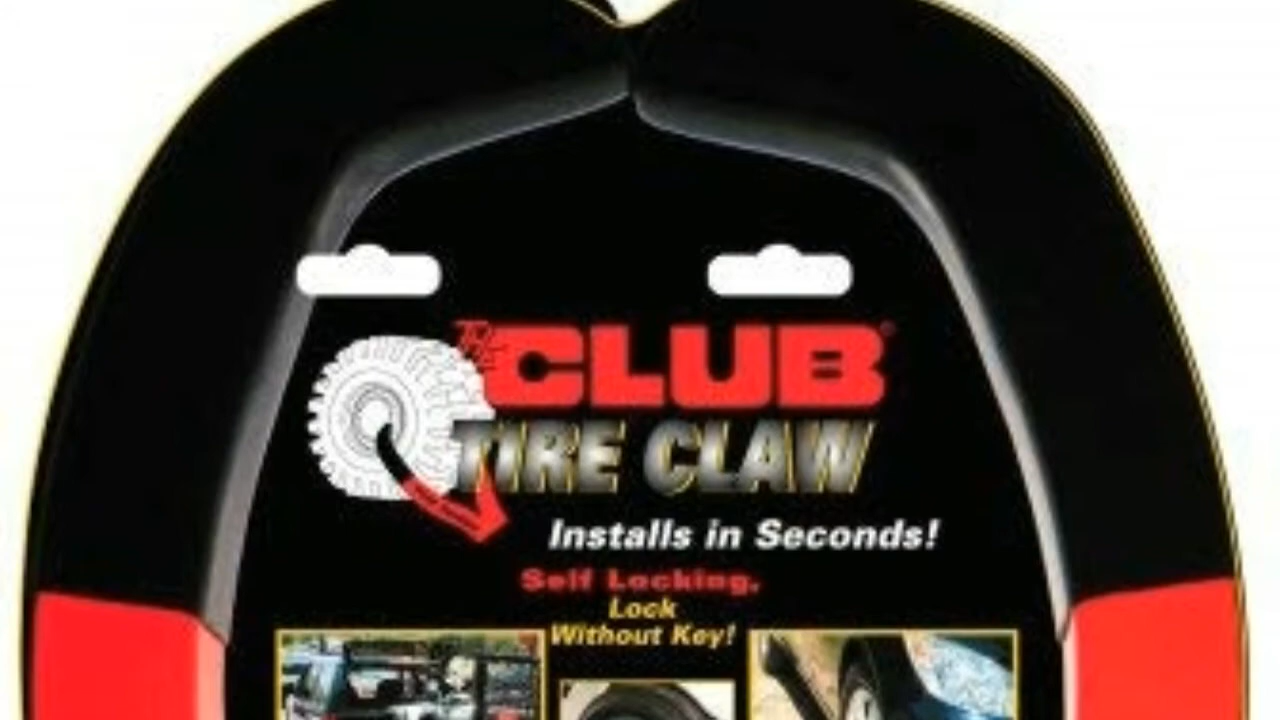 The CLUB®
TIRE CLAW
Installs in Seconds!
Self Locking.
Lock
Without Key!